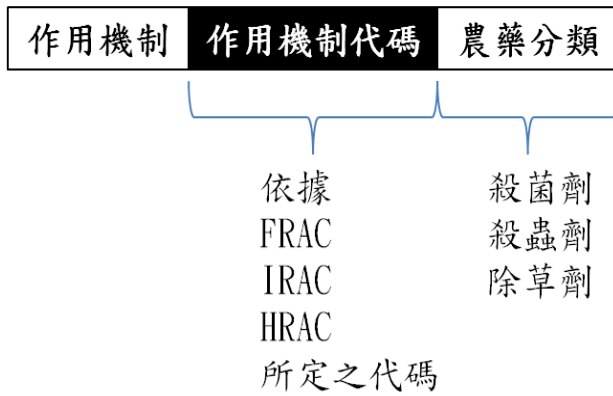 作用機制 作用機制代碼 農藥分類
依據 殺菌劑
FRAC 殺蟲劑
IRAC 除草劑
HRAC
所定之代碼